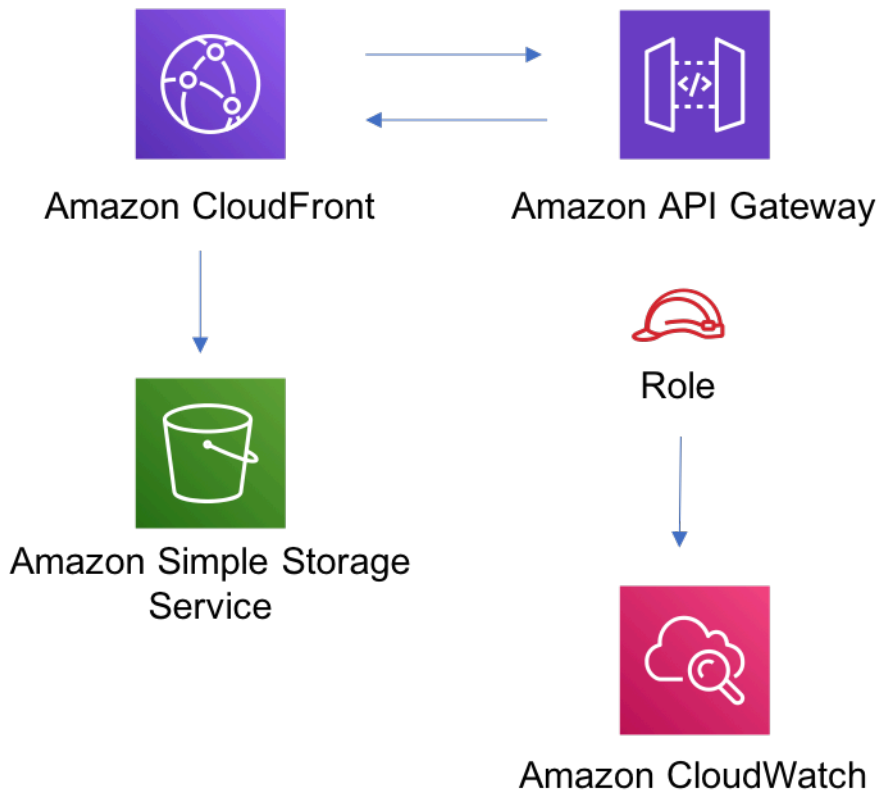 Amazon CloudFront
Amazon API Gateway
Role
Amazon Simple Storage
Service
Amazon CloudWatch